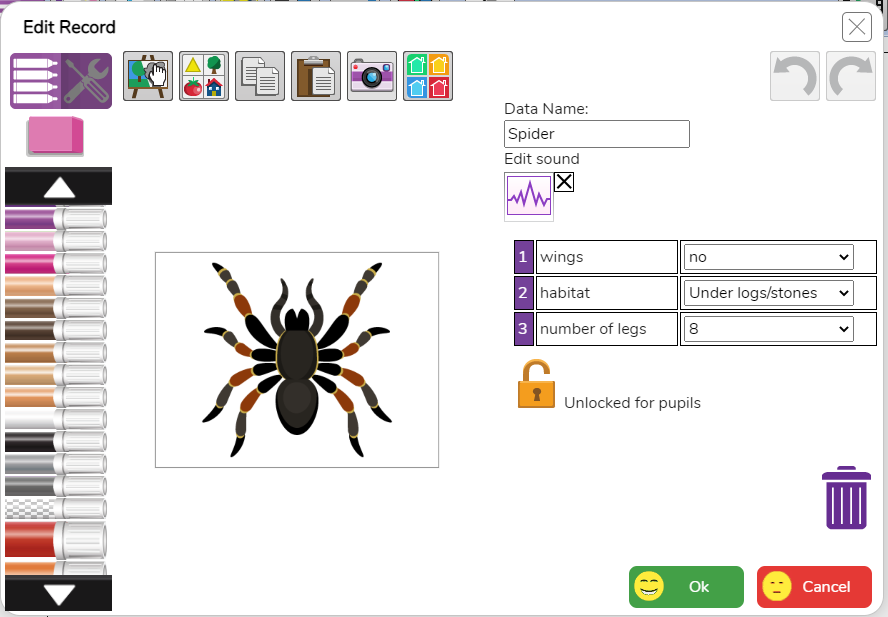 Edit Record
Data Name:
Spider
Edit sound
1 wings no
2 habitat Under logs/stones
3 number of legs 8
Unlocked for pupils
Ok Cancel